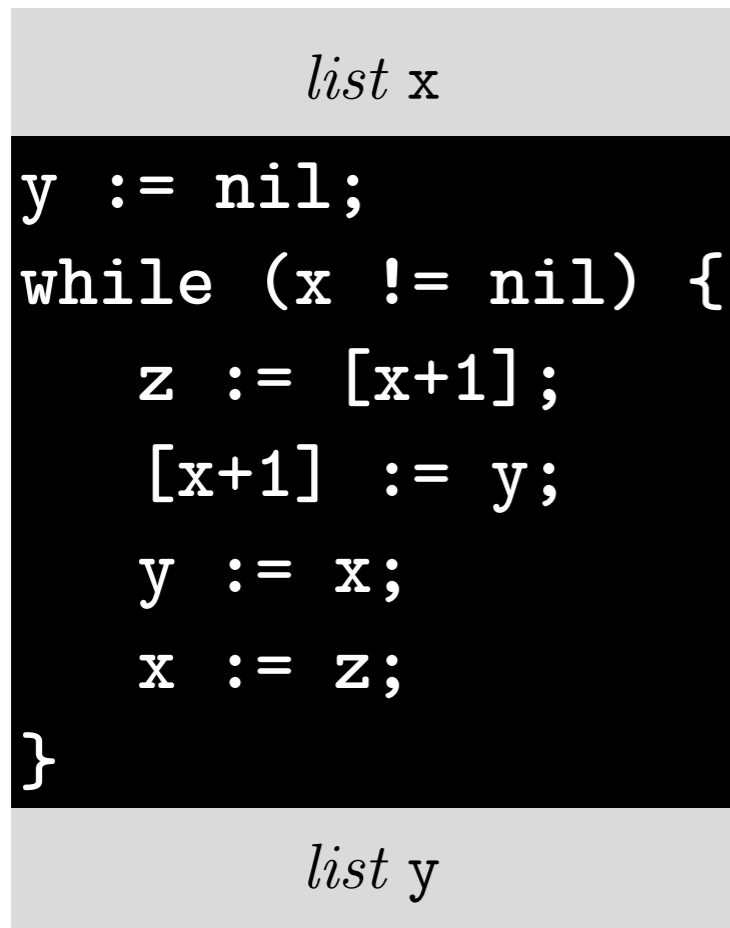 list x
y := nil;
while (x != nil) {
z := [x+1];
[x+1] := y;
y := x;
x := z;
}
list y